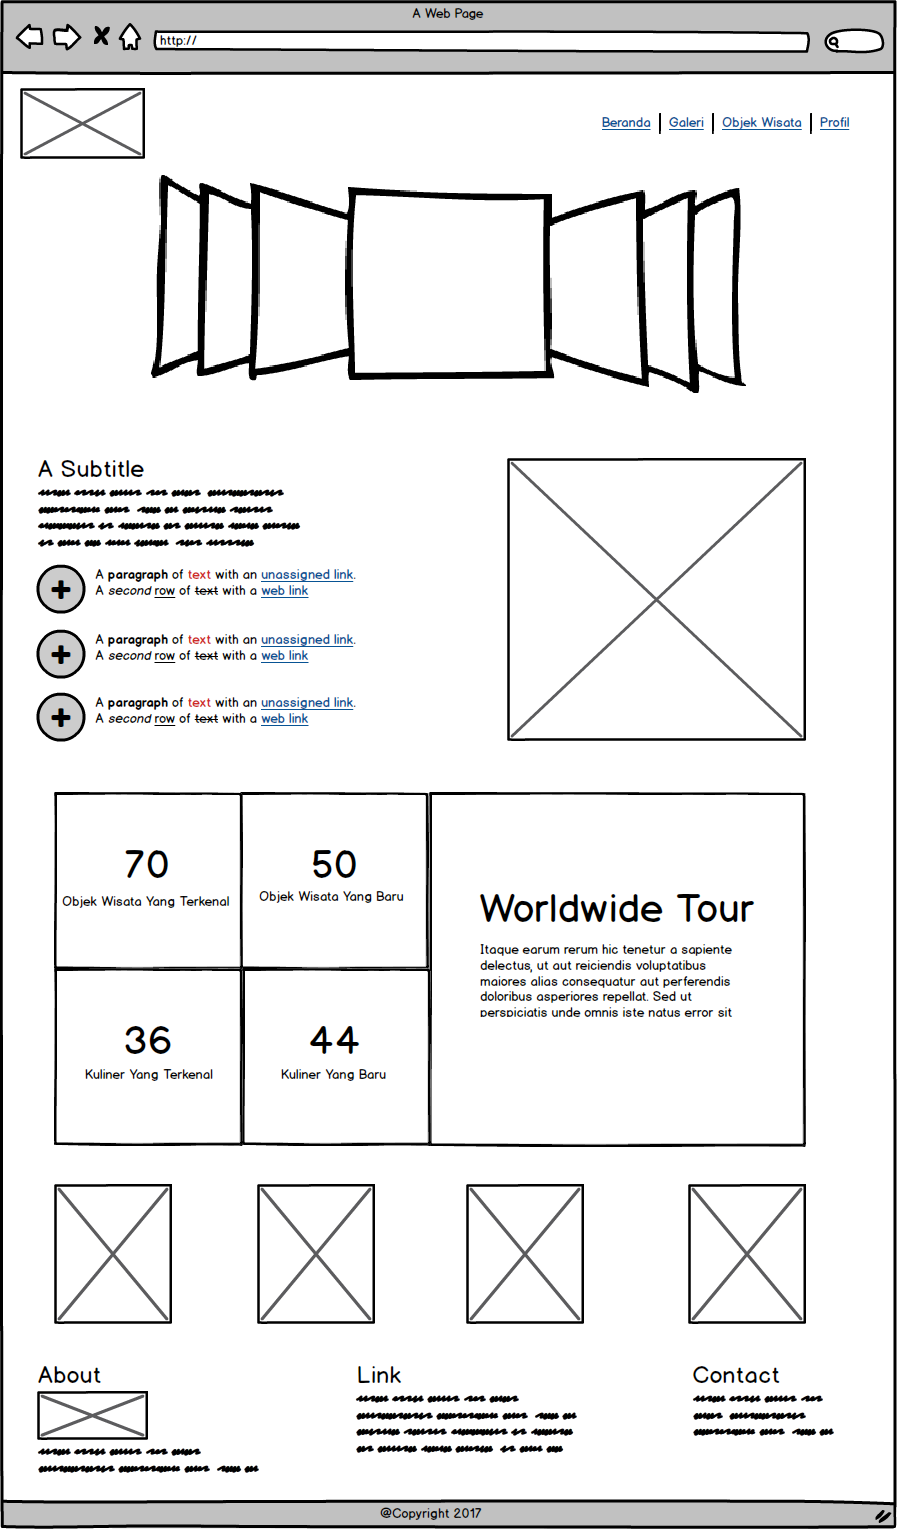 A Web Page
http://
Beranda | Galeri | Objek Wisata | Profil
A Subtitle
A paragraph of text with an unassigned link.
A second row of text with a web link
A paragraph of text with an unassigned link.
A second row of text with a web link
A paragraph of text with an unassigned link.
A second row of text with a web link
70
Objek Wisata Yang Terkenal
50
Objek Wisata Yang Baru
36
Kuliner Yang Terkenal
44
Kuliner Yang Baru
Worldwide Tour
Itaque earum rerum hic tenetur a sapiente
delectus, ut aut reiciendis voluptatibus
maiores alias consequatur aut perferendis
doloribus asperiores repellat. Sed ut
perspiciatis unde omnis iste natus error sit
About
Link
Contact
@Copyright 2017